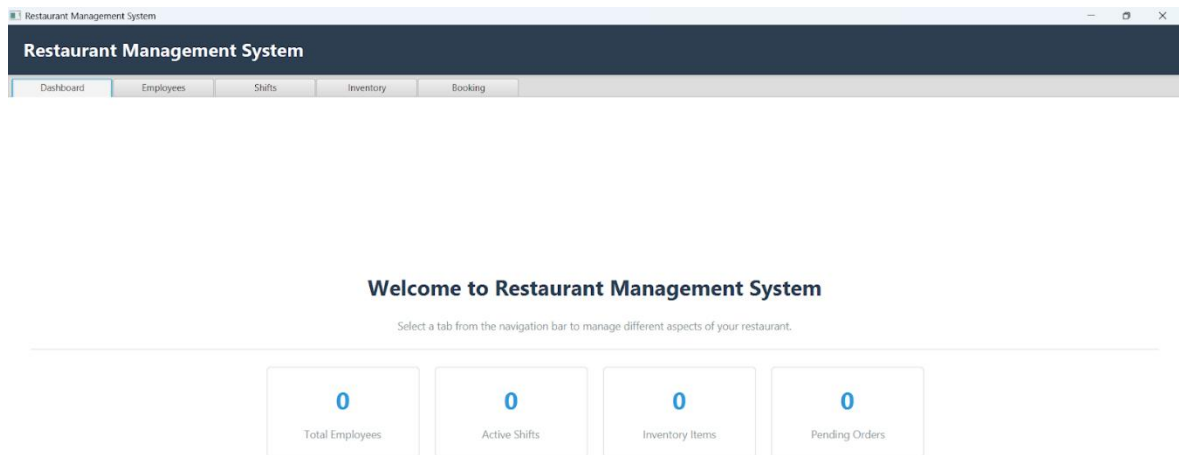 Restaurant Management System
Restaurant Management System
Dashboard Employees Shifts Inventory Booking
Welcome to Restaurant Management System
Select a tab from the navigation bar to manage different aspects of your restaurant.
0 0 0 0
Total Employees Active Shifts Inventory Items Pending Orders